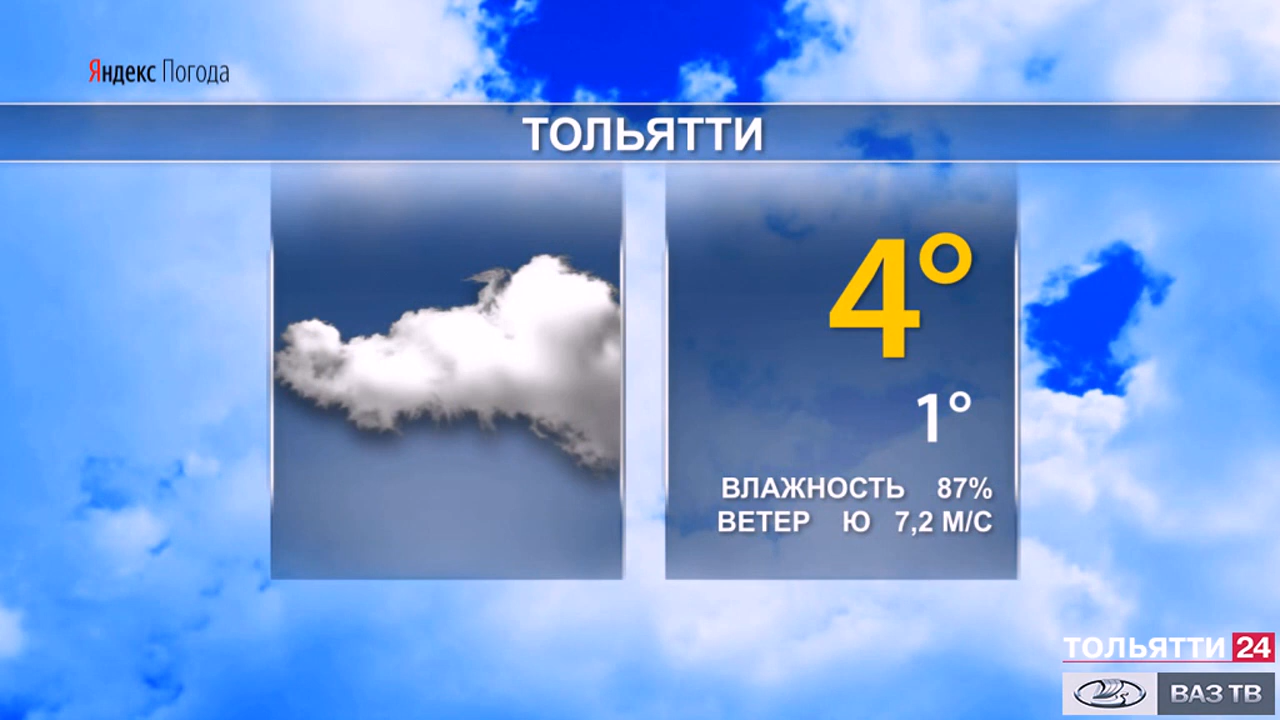 Яндекс Погода
ТОЛЬЯТТИ
4°
1°
ВЛАЖНОСТЬ 87%
ВЕТЕР Ю 7,2 М/С
ТОЛЬЯТТИ 24
ВАЗ ТВ